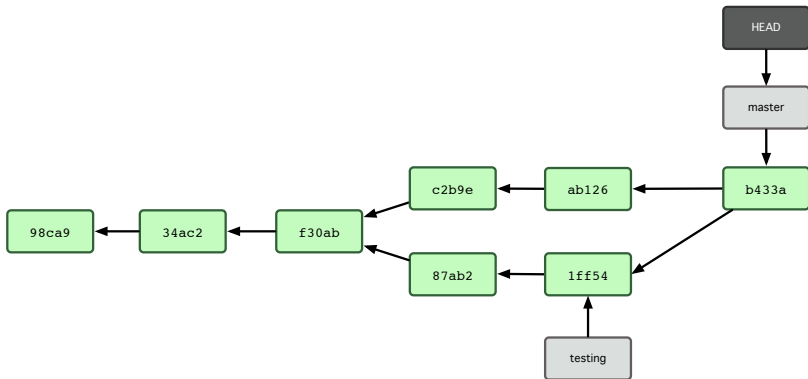 HEAD
master
c2b9e
ab126
b433a
98ca9
34ac2
f30ab
87ab2
1ff54
testing